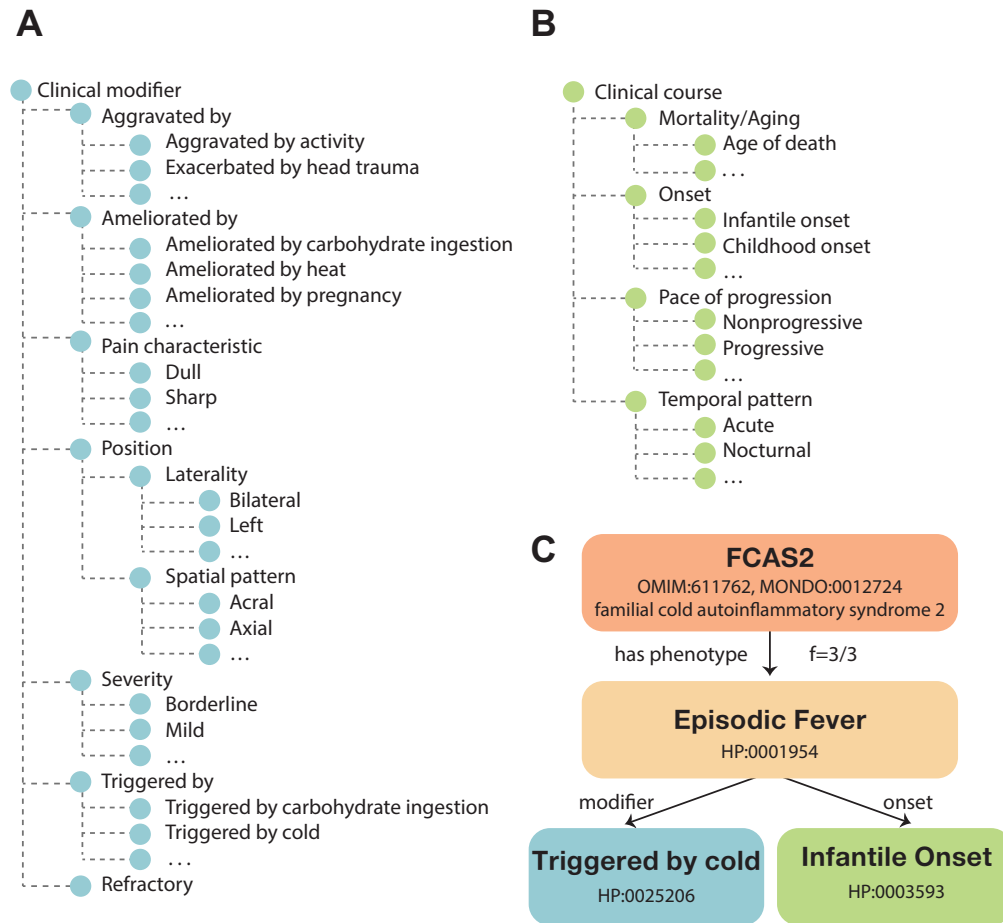 A
Clinical modifier
Aggravated by
Aggravated by activity
Exacerbated by head trauma
...
Ameliorated by
Ameliorated by carbohydrate ingestion
Ameliorated by heat
Ameliorated by pregnancy
...
Pain characteristic
Dull
Sharp
...
Position
Laterality
Bilateral
Left
...
Spatial pattern
Acral
Axial
...
Severity
Borderline
Mild
...
Triggered by
Triggered by carbohydrate ingestion
Triggered by cold
...
Refractory
B
Clinical course
Mortality/Aging
Age of death
...
Onset
Infantile onset
Childhood onset
...
Pace of progression
Nonprogressive
Progressive
...
Temporal pattern
Acute
Nocturnal
...
C
FCAS2
OMIM:611762, MONDO:0012724
familial cold autoinflammatory syndrome 2
has phenotype f=3/3
Episodic Fever
HP:0001954
modifier onset
Triggered by cold
HP:0025206
Infantile Onset
HP:0003593